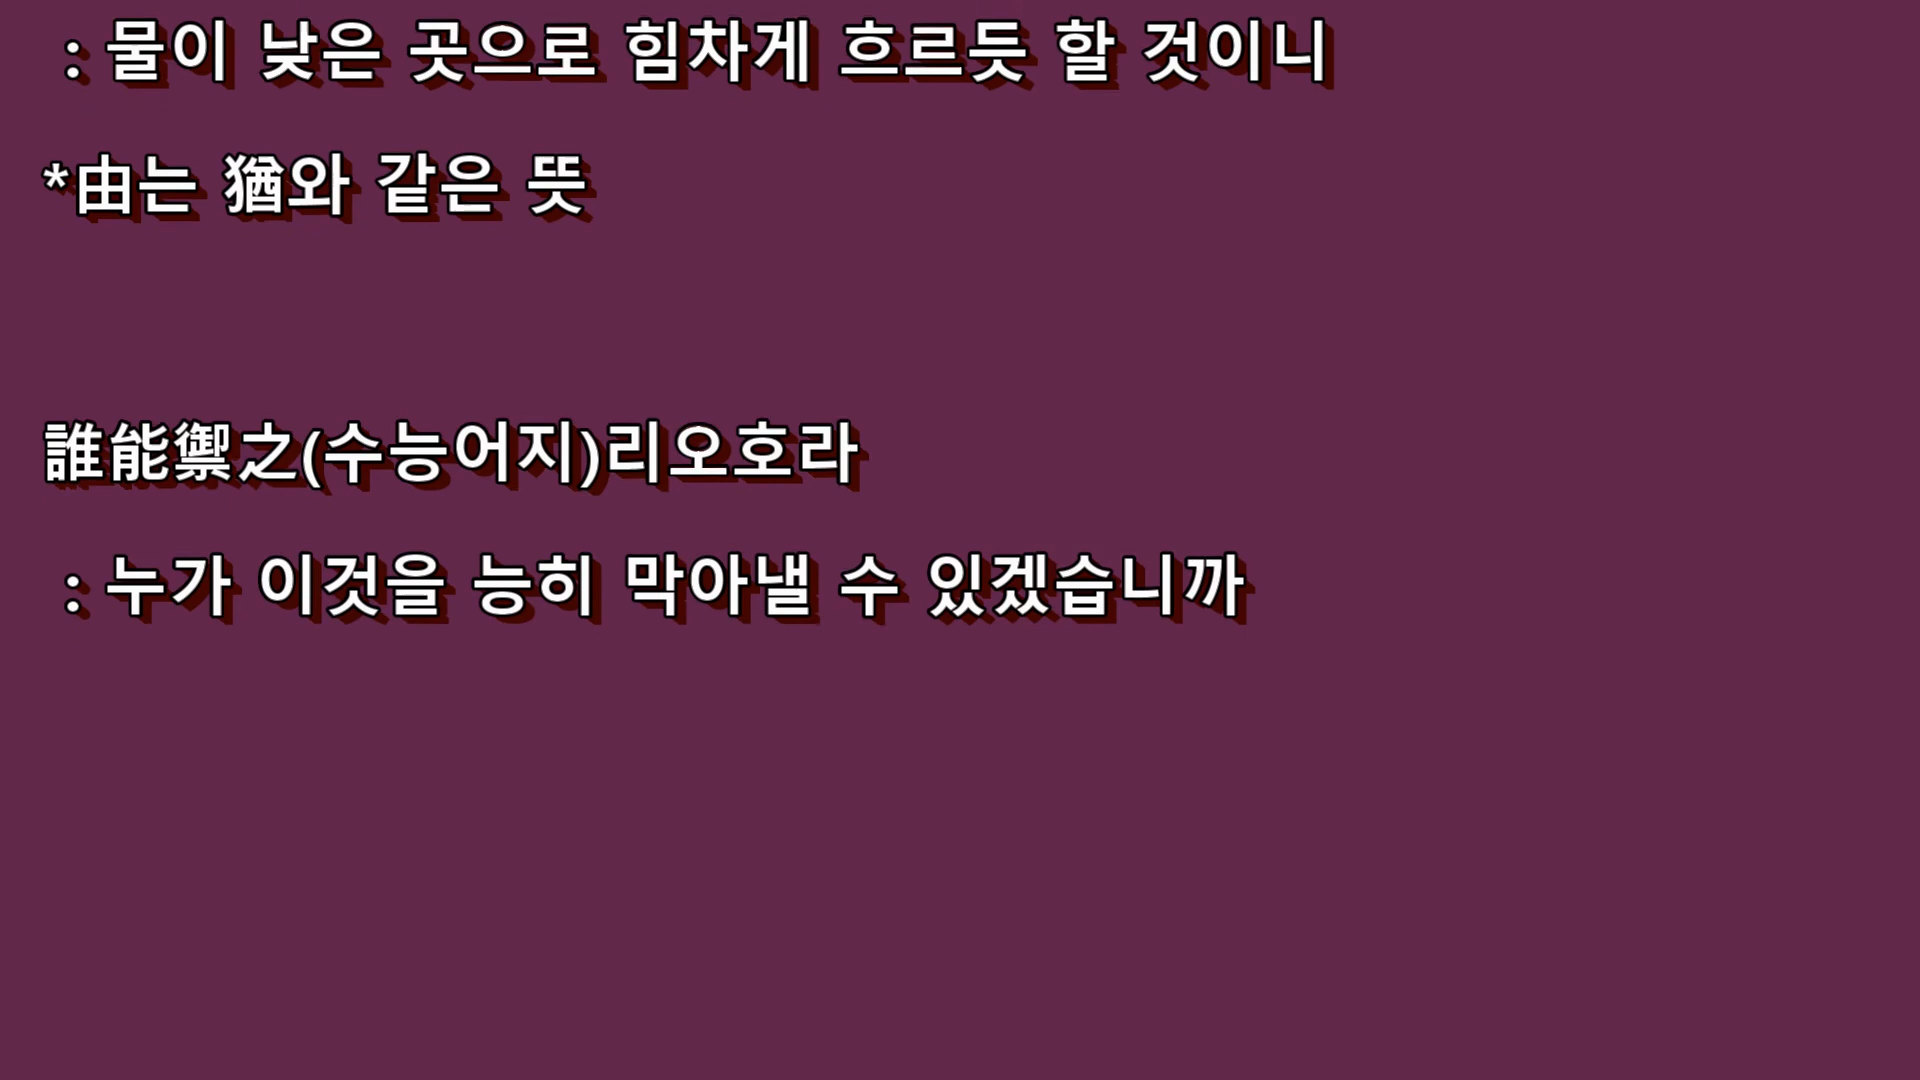 : 물이 낮은 곳으로 힘차게 흐르듯 할 것이니
*由는 猶와 같은 뜻
誰能禦之(수능어지)리오호라
: 누가 이것을 능히 막아낼 수 있겠습니까